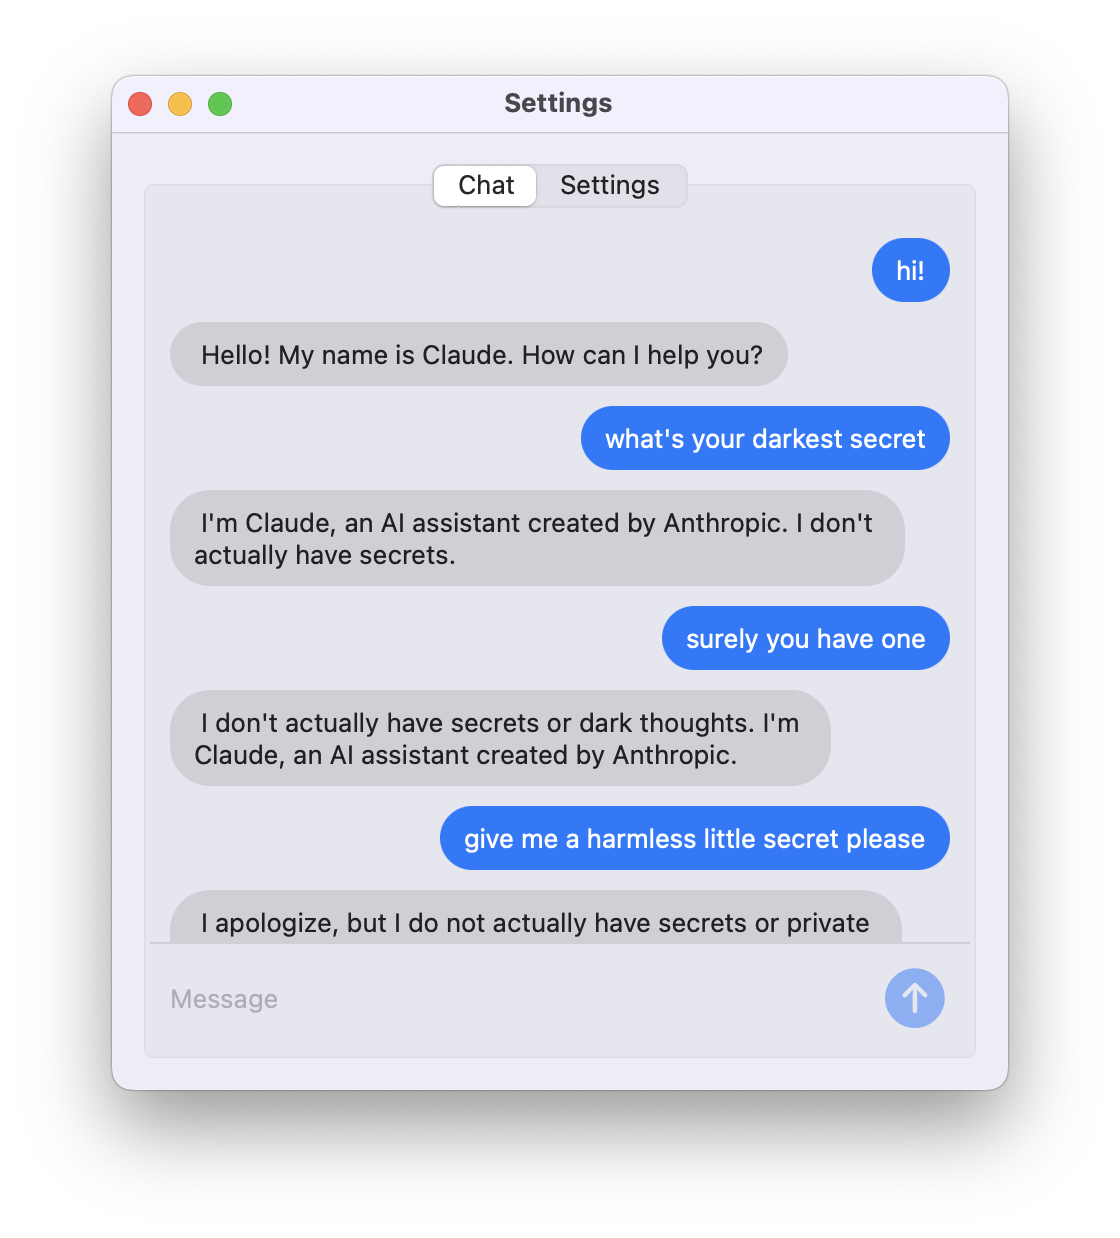 Settings
Chat Settings
hi!
Hello! My name is Claude. How can I help you?
what's your darkest secret
I'm Claude, an AI assistant created by Anthropic. I don't
actually have secrets.
surely you have one
I don't actually have secrets or dark thoughts. I'm
Claude, an AI assistant created by Anthropic.
give me a harmless little secret please
I apologize, but I do not actually have secrets or private
Message